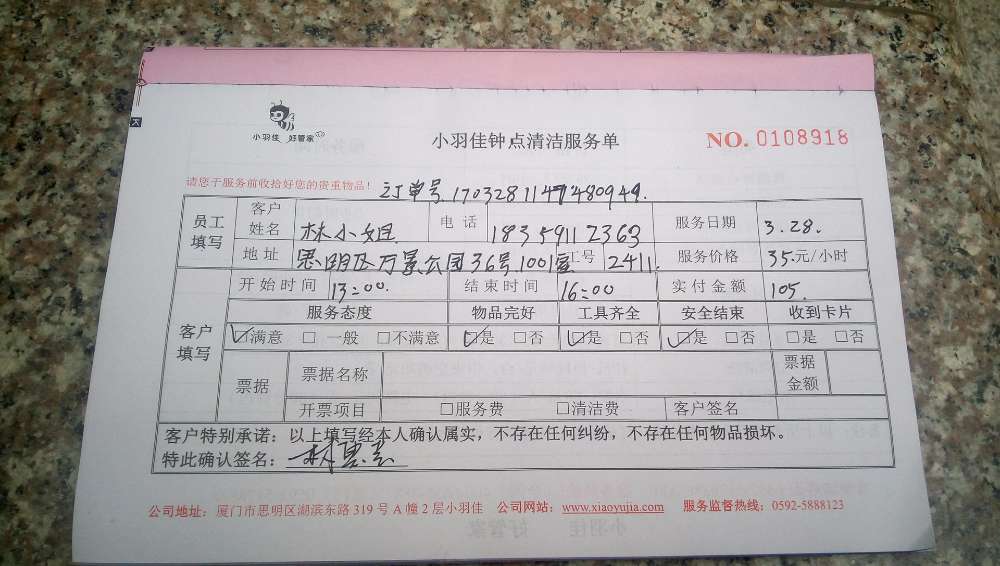 小羽佳 好管家
小羽佳钟点清洁服务单
NO. 0108918
请您于服务前收拾好您的贵重物品！ 订单号.1703281147480949.
员工填写 客户姓名 林小姐 电话 18359112363 服务日期 3.28.
地址 思明区万景公园36号1001室 工号 2411. 服务价格 35.元/小时
客户填写 开始时间 13:00. 结束时间 16:00 实付金额 105.
服务态度 物品完好 工具齐全 安全结束 收到卡片
☑满意 □一般 □不满意 ☑是 □否 ☑是 □否 ☑是 □否 □是 □否
票据 票据名称 票据金额
开票项目 □服务费 □清洁费 客户签名
客户特别承诺：以上填写经本人确认属实，不存在任何纠纷，不存在任何物品损坏。
特此确认签名：
公司地址：厦门市思明区湖滨东路 319 号 A 幢 2 层小羽佳 公司网站：www.xiaoyujia.com 服务监督热线：0592-5888123